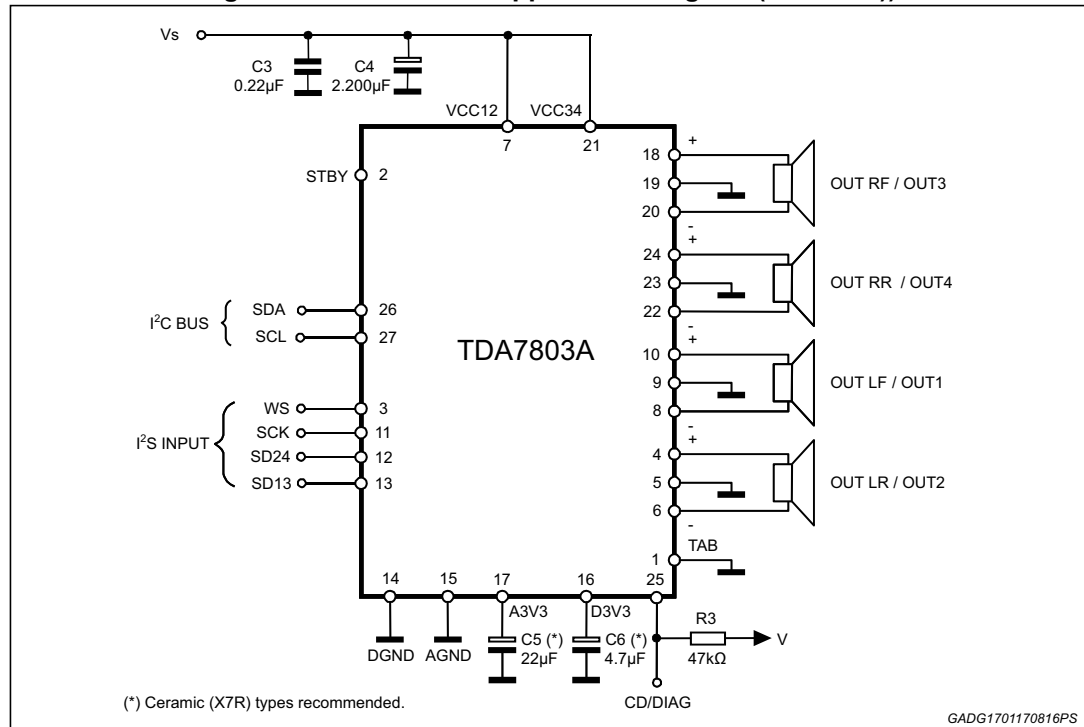 Vs
C3
0.22µF
C4
2.200µF
VCC12
VCC34
7
21
STBY
2
18
+
19
20
-
OUT RF / OUT3
+
24
23
22
-
OUT RR / OUT4
I²C BUS
SDA
26
SCL
27
TDA7803A
+
10
9
8
-
OUT LF / OUT1
I²S INPUT
WS
3
SCK
11
SD24
12
SD13
13
+
4
5
6
-
OUT LR / OUT2
1
TAB
14
15
17
16
25
A3V3
D3V3
DGND
AGND
C5 (*)
22µF
C6 (*)
4.7µF
R3
47kΩ
V
CD/DIAG
(*) Ceramic (X7R) types recommended.
GADG1701170816PS